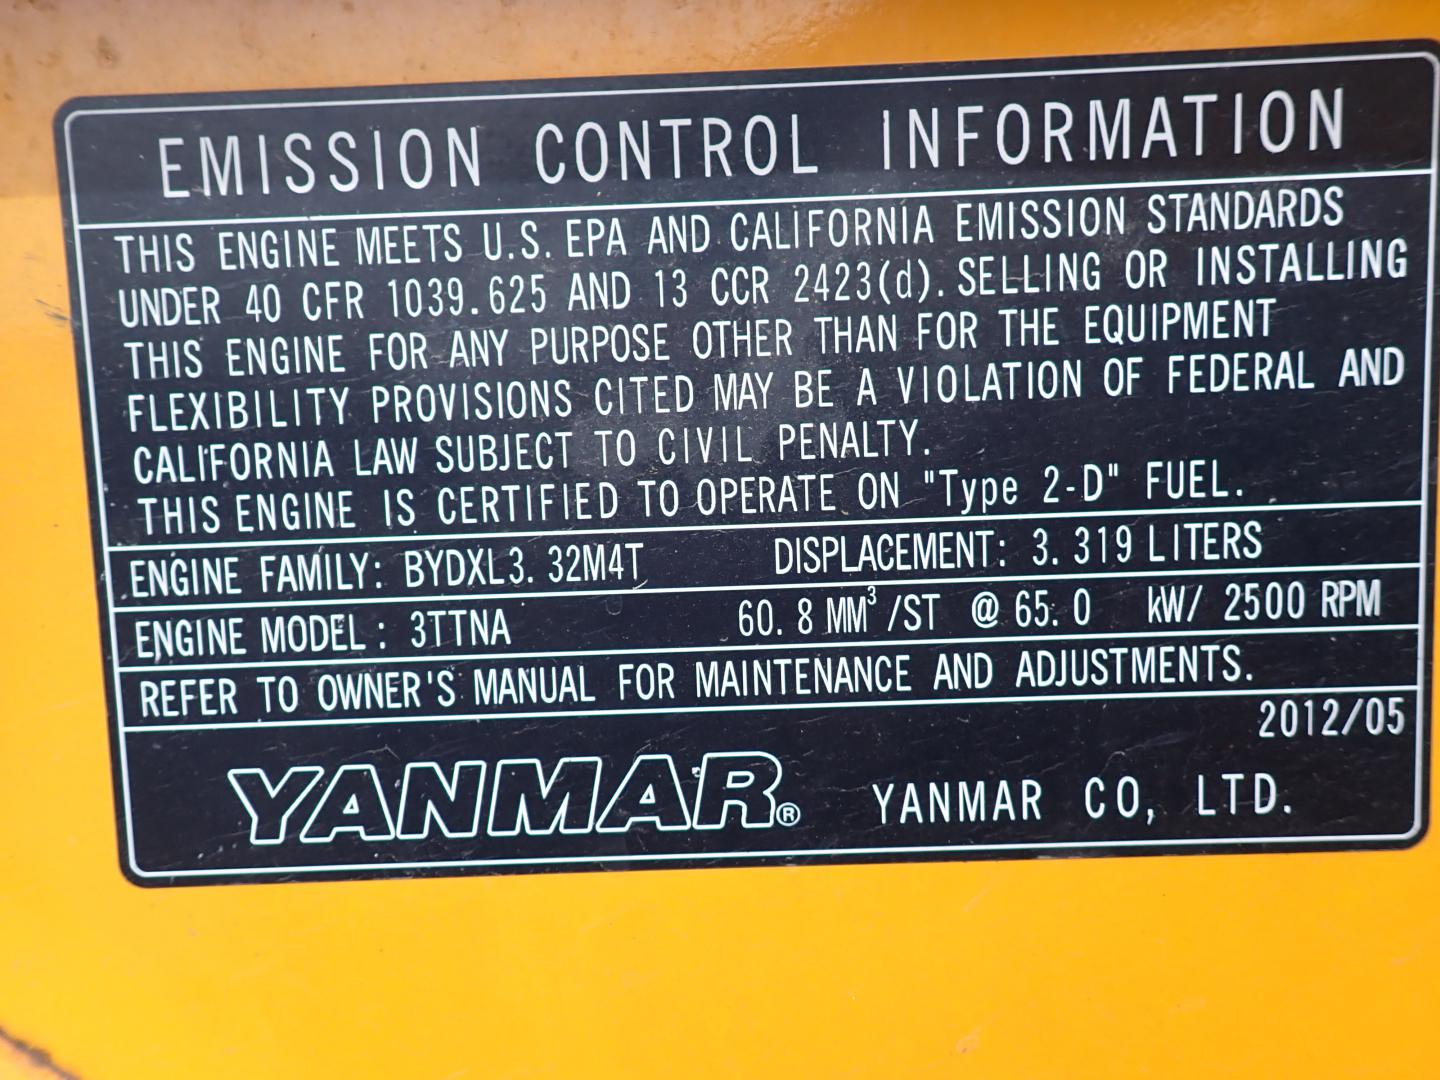 EMISSION CONTROL INFORMATION
THIS ENGINE MEETS U.S. EPA AND CALIFORNIA EMISSION STANDARDS
UNDER 40 CFR 1039.625 AND 13 CCR 2423(d). SELLING OR INSTALLING
THIS ENGINE FOR ANY PURPOSE OTHER THAN FOR THE EQUIPMENT
FLEXIBILITY PROVISIONS CITED MAY BE A VIOLATION OF FEDERAL AND
CALIFORNIA LAW SUBJECT TO CIVIL PENALTY.
THIS ENGINE IS CERTIFIED TO OPERATE ON "Type 2-D" FUEL.
ENGINE FAMILY: BYDXL3.32M4T DISPLACEMENT: 3.319 LITERS
ENGINE MODEL: 3TTNA 60.8 MM³/ST @ 65.0 kW/ 2500 RPM
REFER TO OWNER'S MANUAL FOR MAINTENANCE AND ADJUSTMENTS.
2012/05
YANMAR® YANMAR CO, LTD.